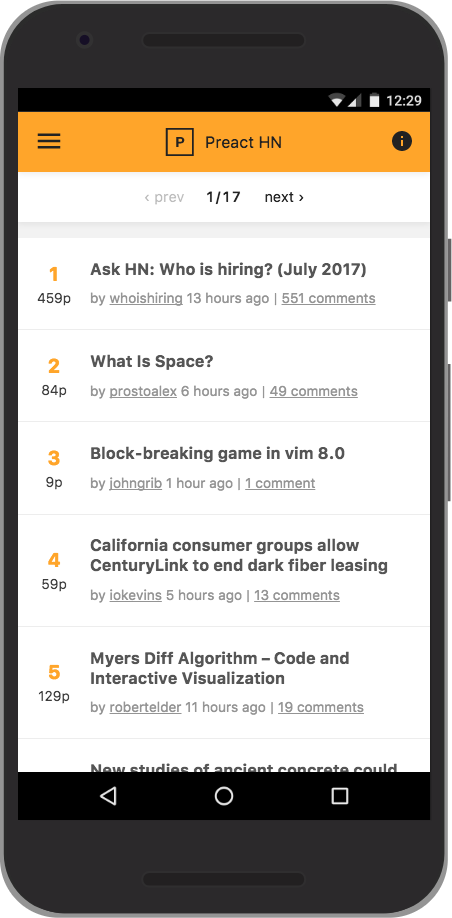 12:29
P Preact HN
‹ prev 1/17 next ›
1
459p
Ask HN: Who is hiring? (July 2017)
by whoishiring 13 hours ago | 551 comments
2
84p
What Is Space?
by prostoalex 6 hours ago | 49 comments
3
9p
Block-breaking game in vim 8.0
by johngrib 1 hour ago | 1 comment
4
59p
California consumer groups allow
CenturyLink to end dark fiber leasing
by iokevins 5 hours ago | 13 comments
5
129p
Myers Diff Algorithm – Code and
Interactive Visualization
by robertelder 11 hours ago | 19 comments
New studies of ancient concrete could